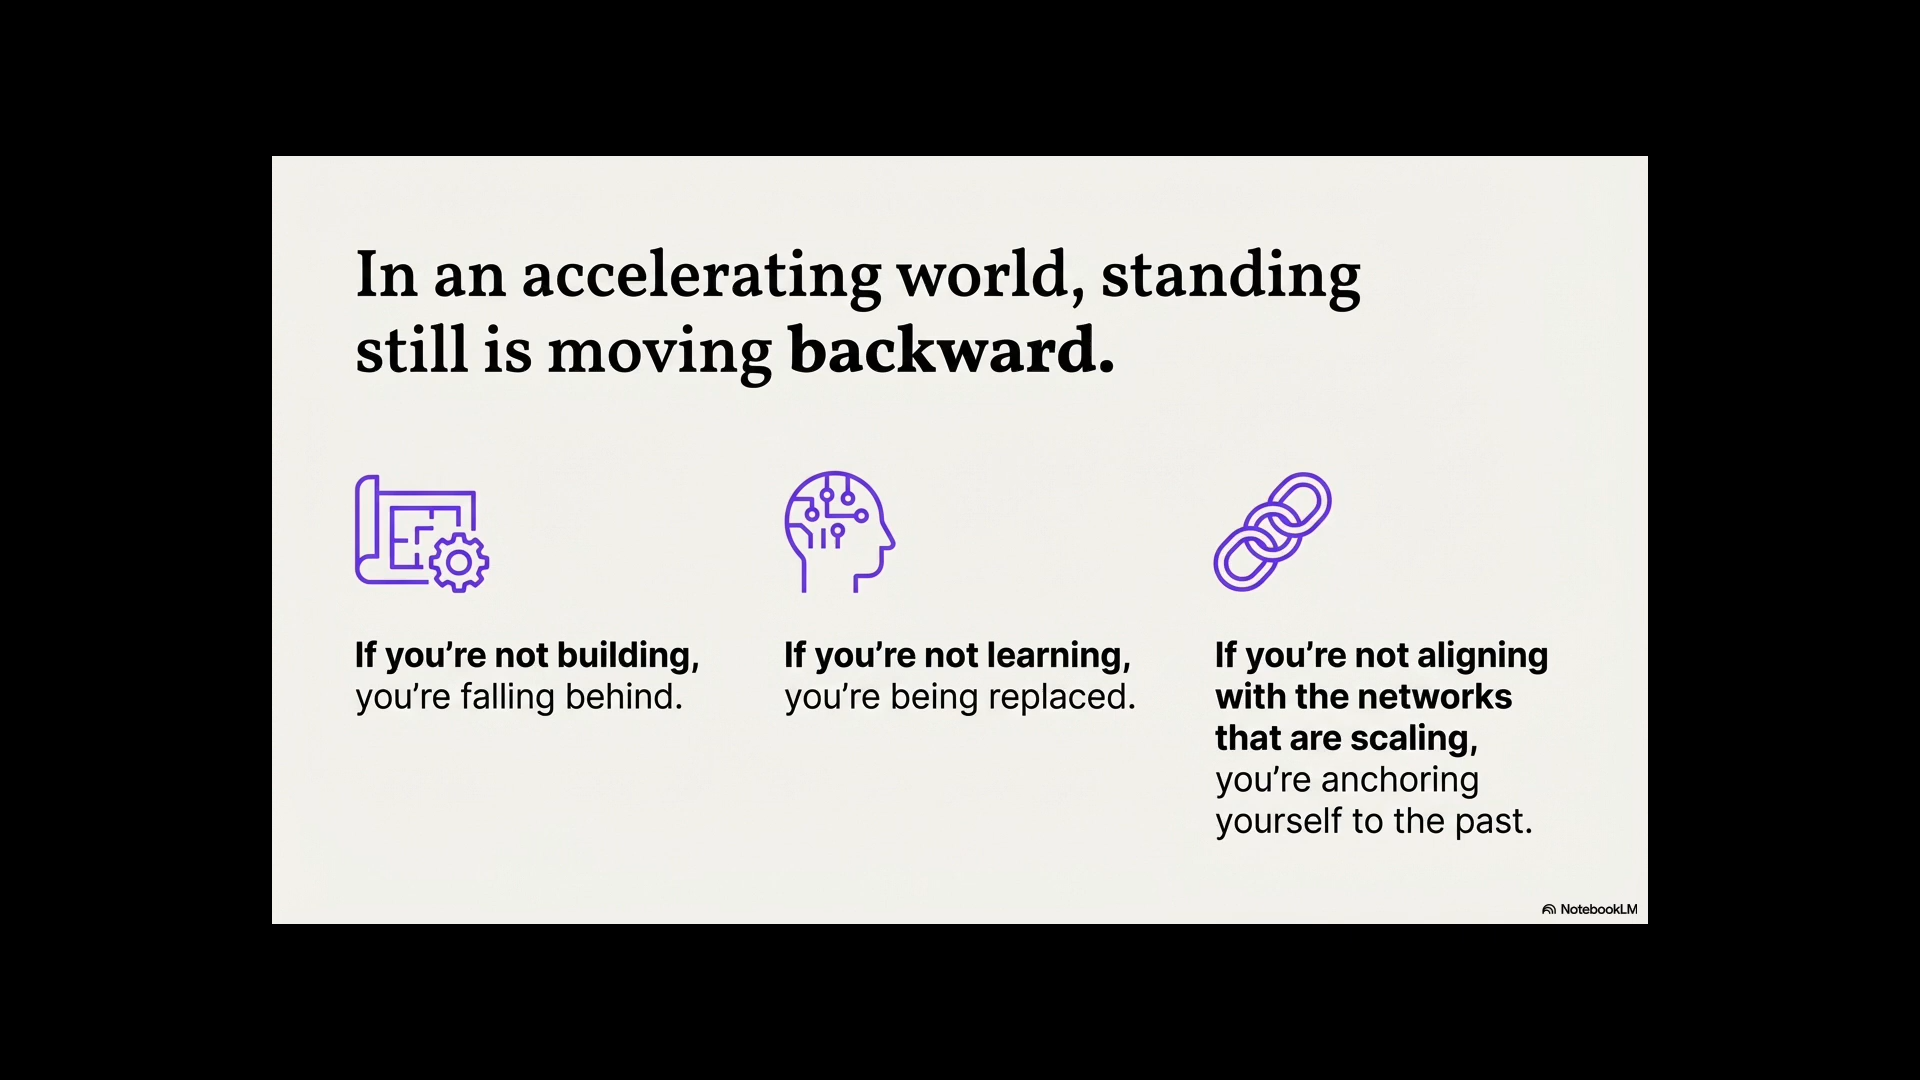 In an accelerating world, standing
still is moving backward.
If you’re not building,
you’re falling behind.
If you’re not learning,
you’re being replaced.
If you’re not aligning
with the networks
that are scaling,
you’re anchoring
yourself to the past.
NotebookLM